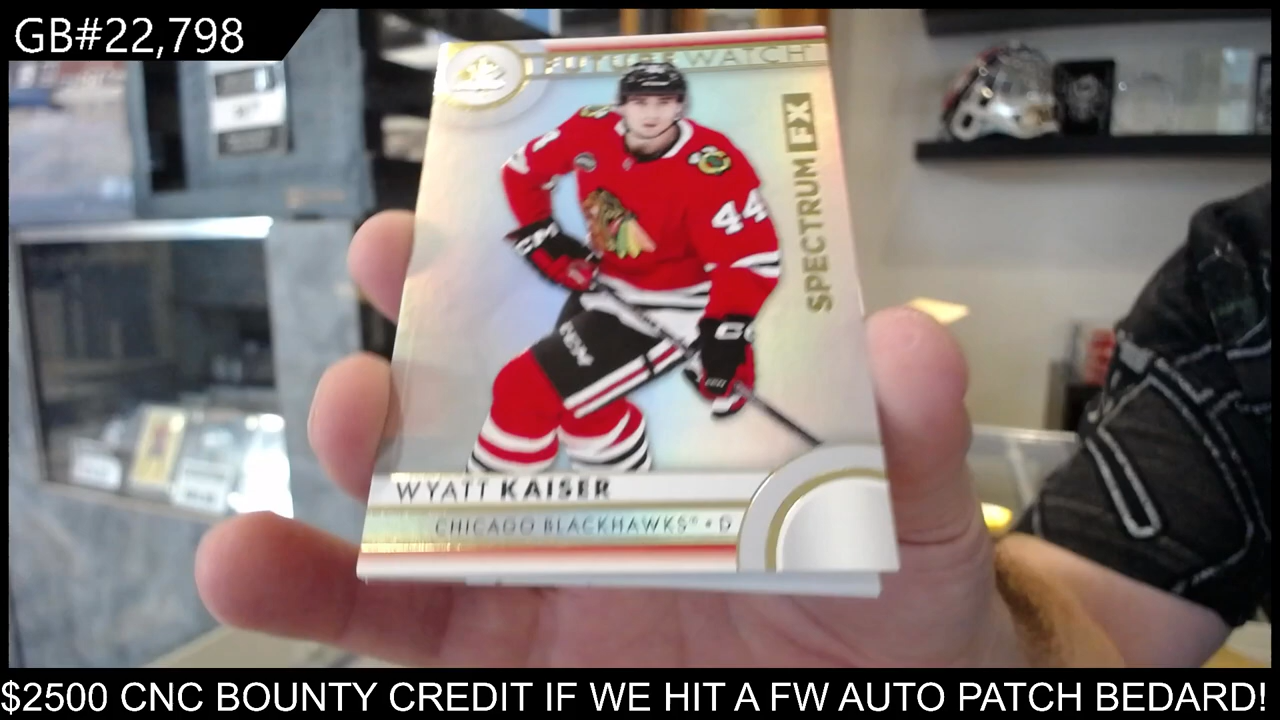 GB#22,798
FUTURE WATCH
SPECTRUM FX
44
CCM
WYATT KAISER
CHICAGO BLACKHAWKS® • D
$2500 CNC BOUNTY CREDIT IF WE HIT A FW AUTO PATCH BEDARD!